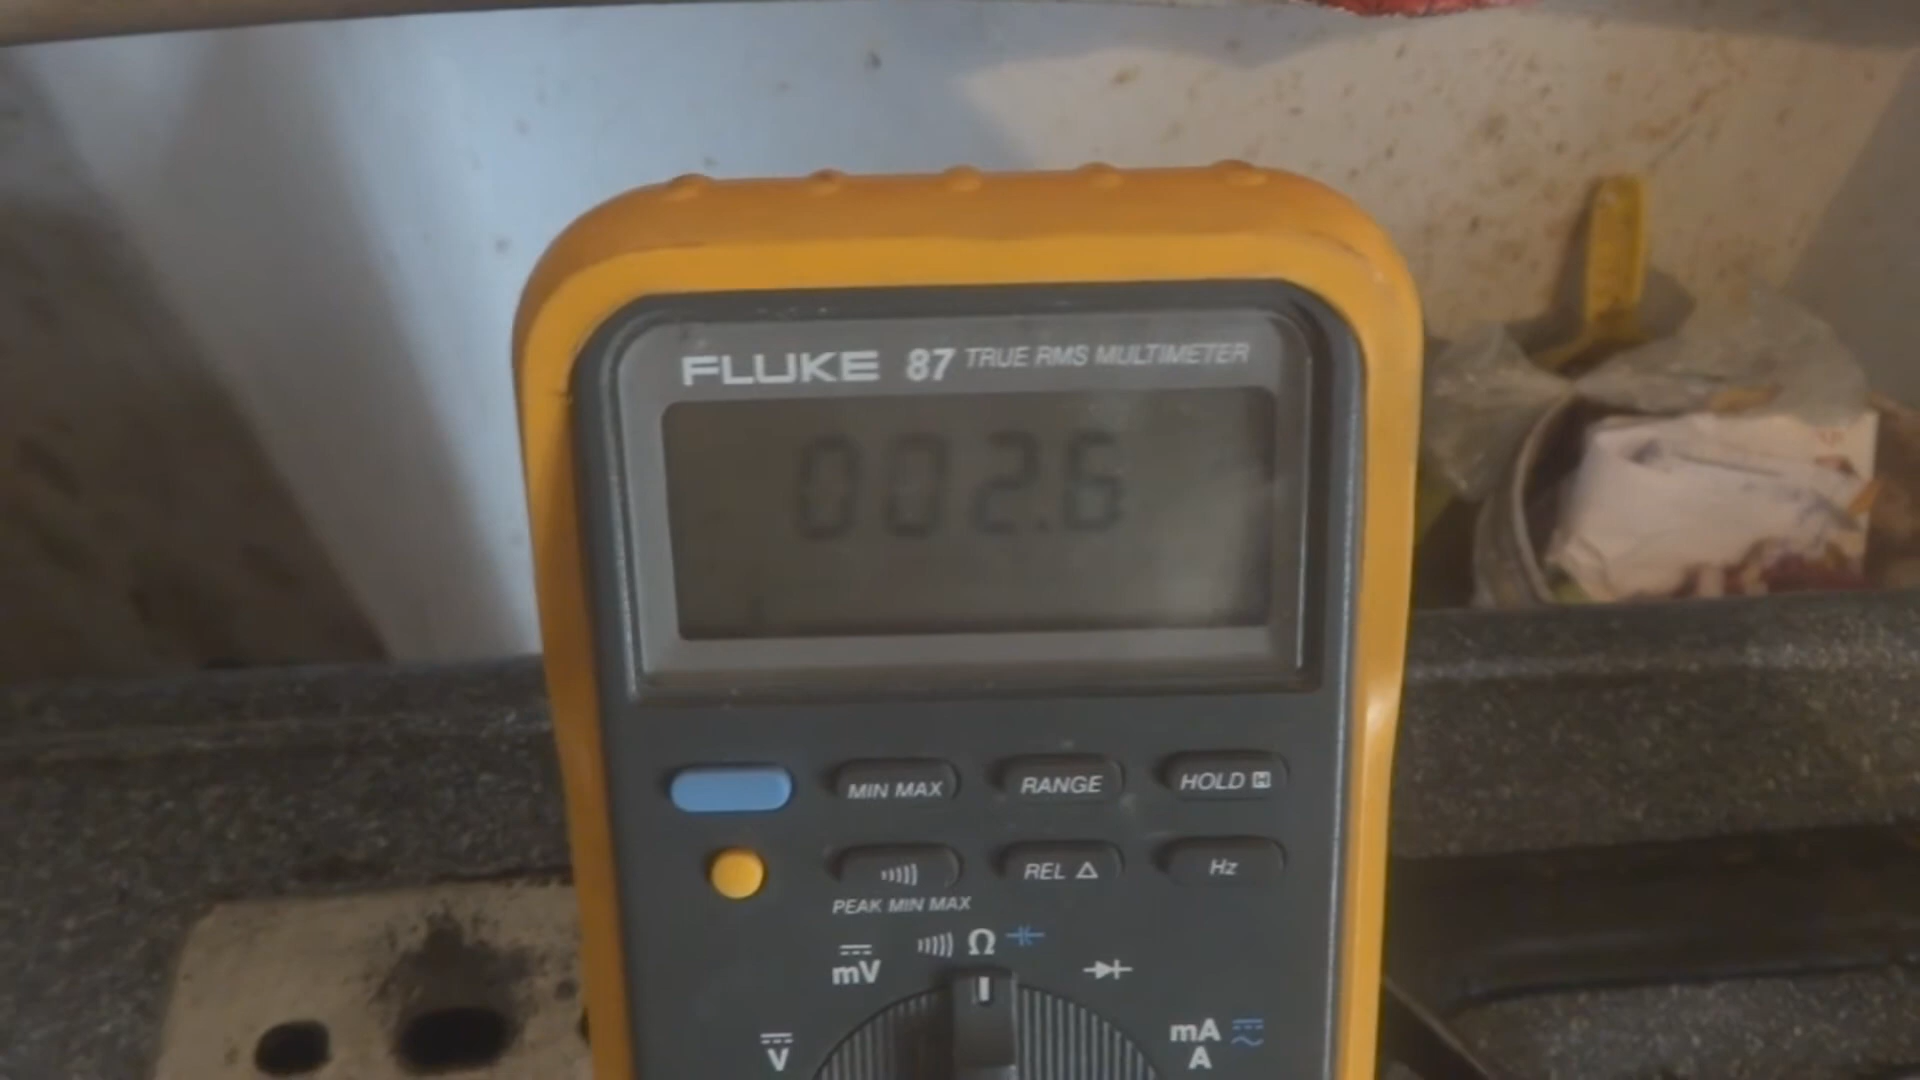 FLUKE 87 TRUE RMS MULTIMETER
002.6
MIN MAX RANGE HOLD H
REL △ Hz
PEAK MIN MAX
mV Ω
V mA
A